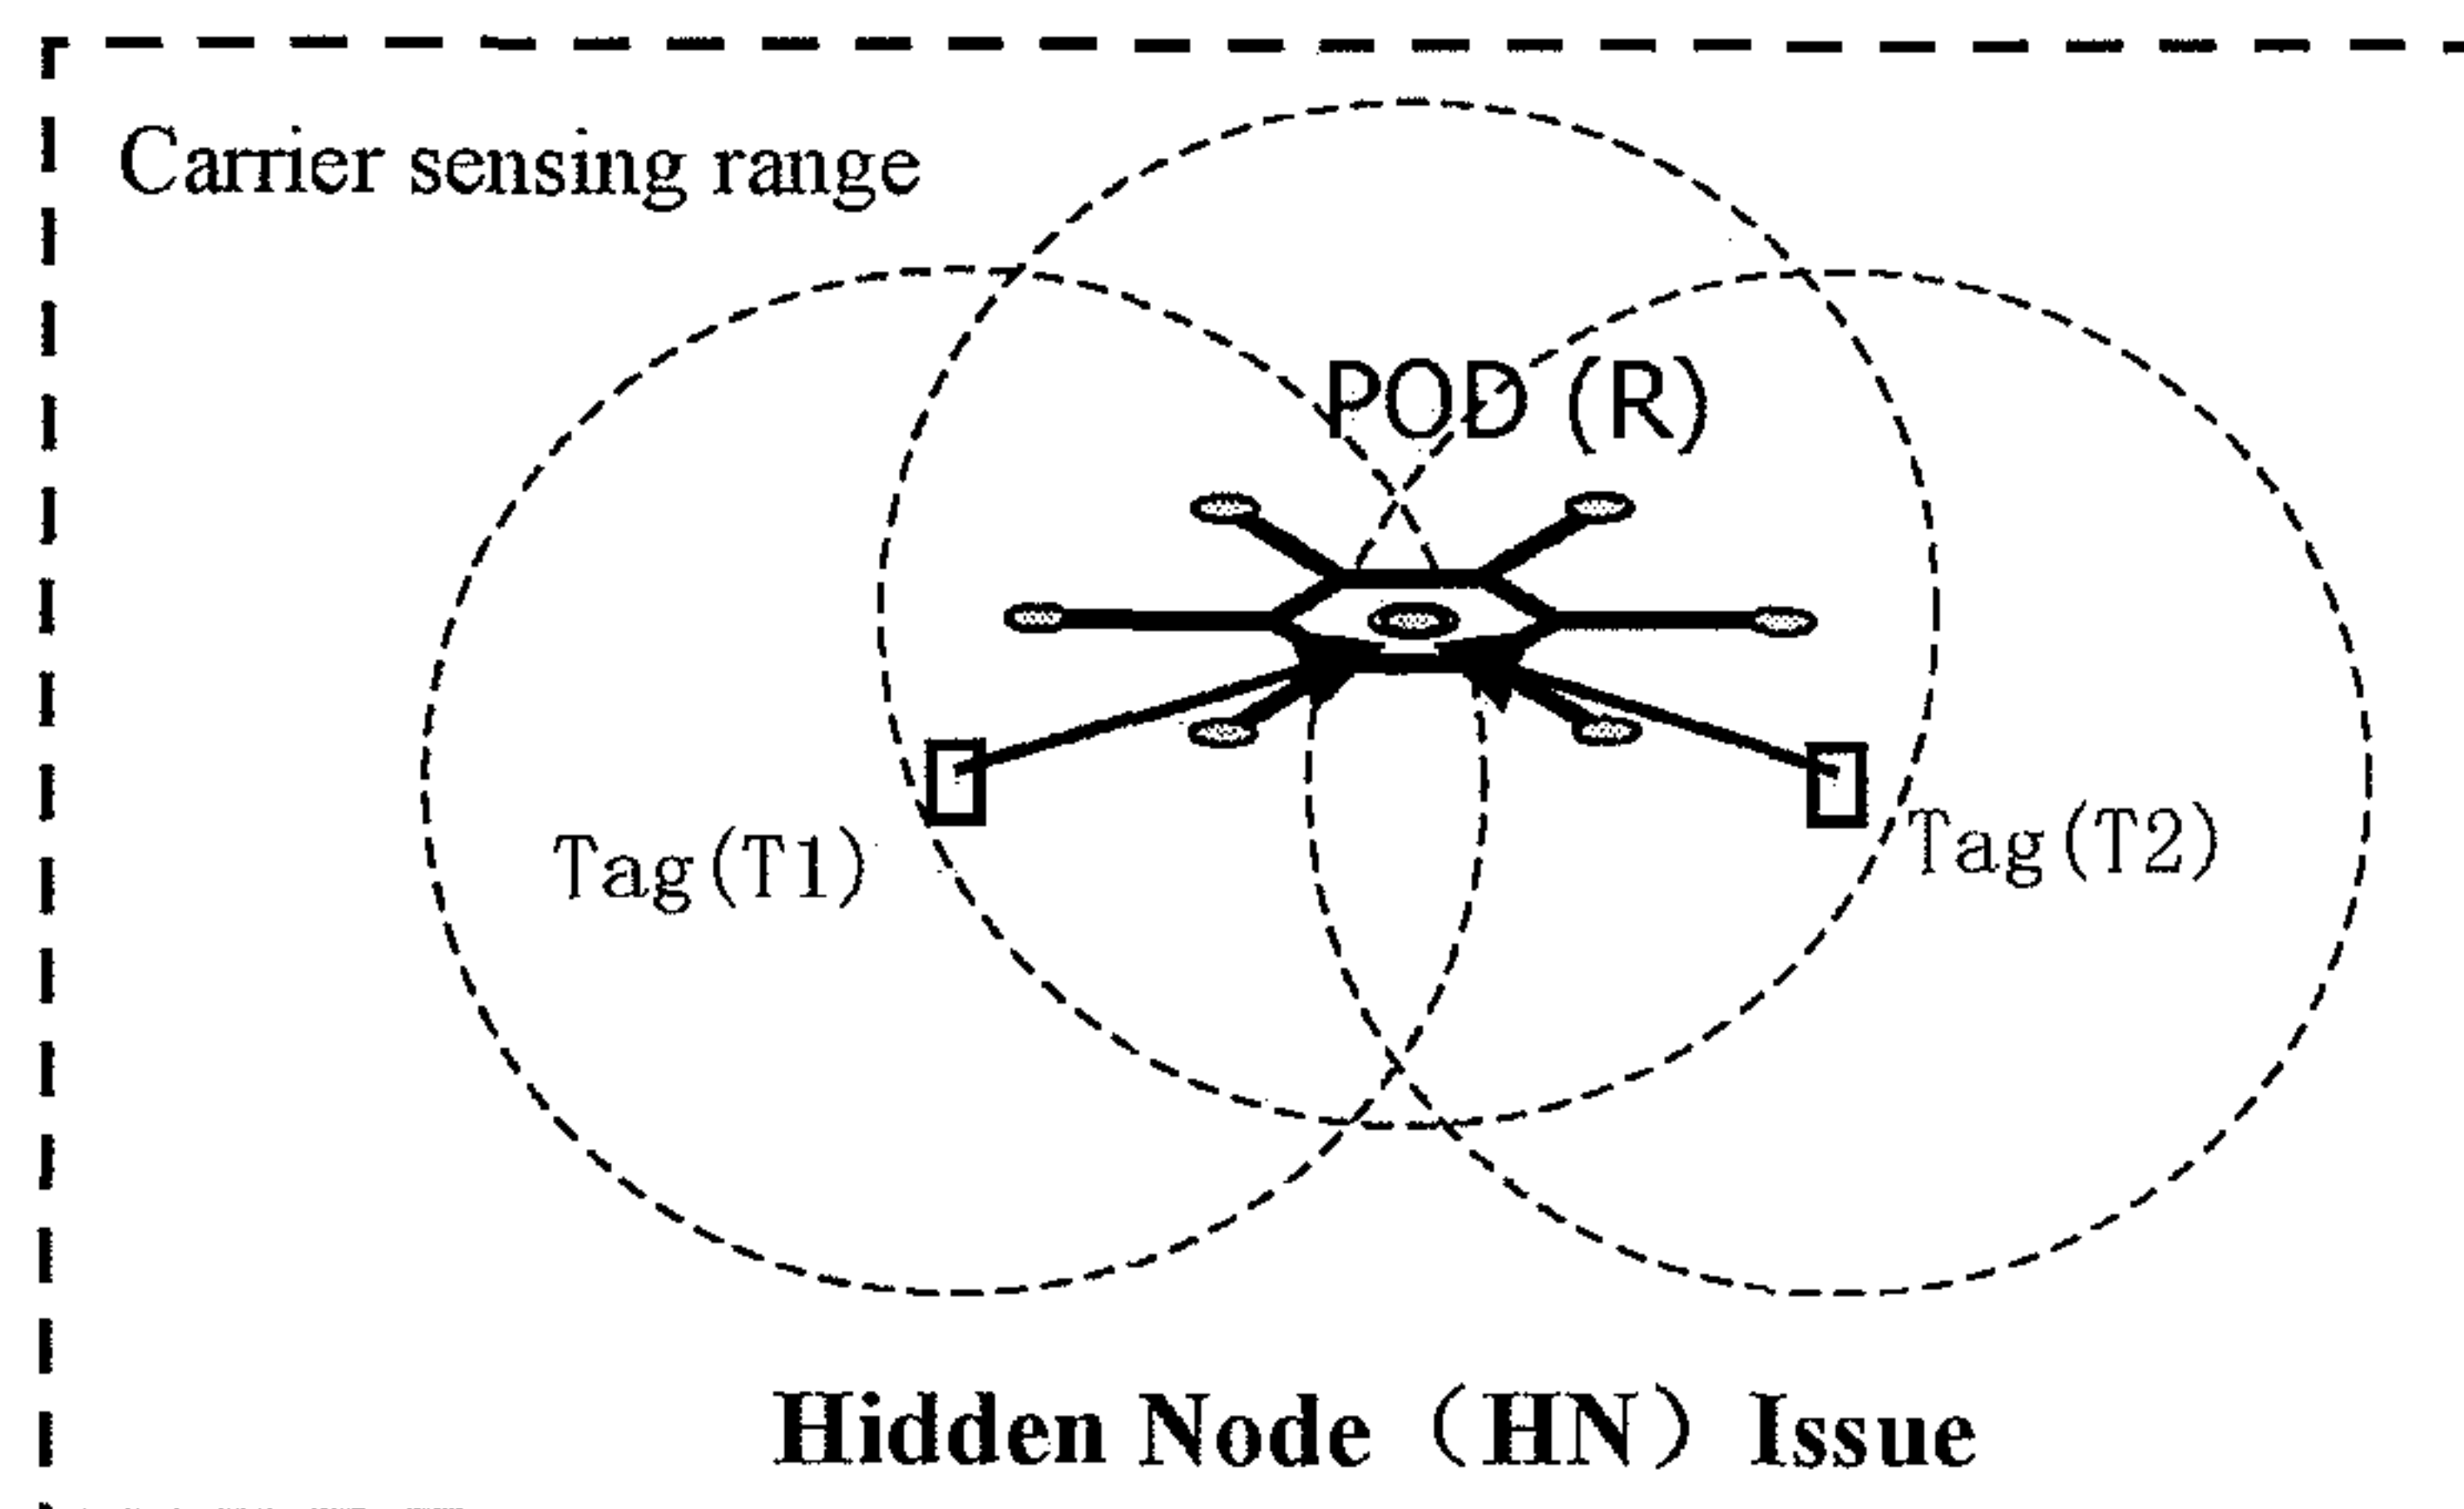 Carrier sensing range
POD (R)
Tag(T1)
Tag(T2)
Hidden Node (HN) Issue